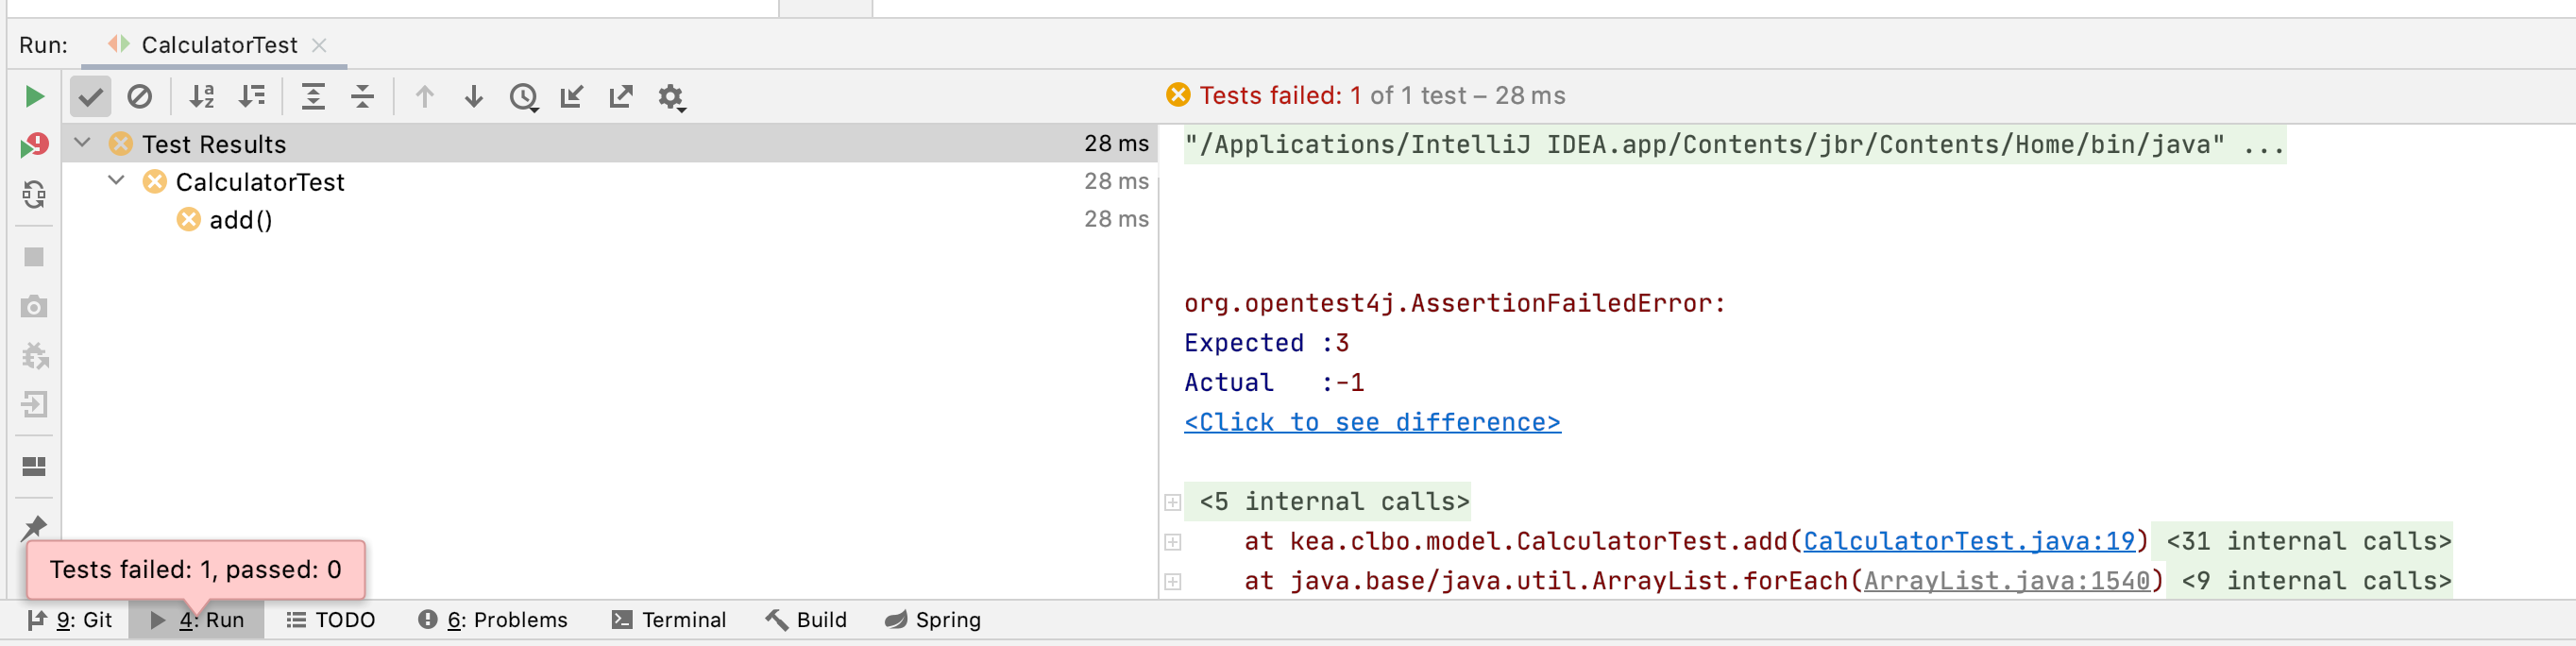 Run: CalculatorTest
Tests failed: 1 of 1 test – 28 ms
Test Results 28 ms
CalculatorTest 28 ms
add() 28 ms
"/Applications/IntelliJ IDEA.app/Contents/jbr/Contents/Home/bin/java" ...
org.opentest4j.AssertionFailedError:
Expected :3
Actual   :-1
<Click to see difference>
<5 internal calls>
at kea.clbo.model.CalculatorTest.add(CalculatorTest.java:19) <31 internal calls>
at java.base/java.util.ArrayList.forEach(ArrayList.java:1540) <9 internal calls>
Tests failed: 1, passed: 0
9: Git 4: Run TODO 6: Problems Terminal Build Spring